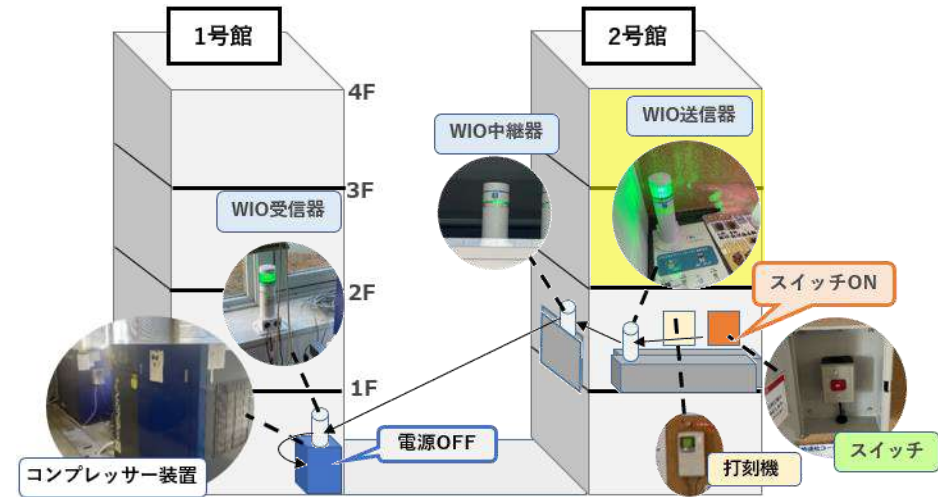 1号館
2号館
4F
WIO中継器
WIO送信器
3F
WIO受信器
2F
スイッチON
1F
電源OFF
コンプレッサー装置
打刻機
スイッチ